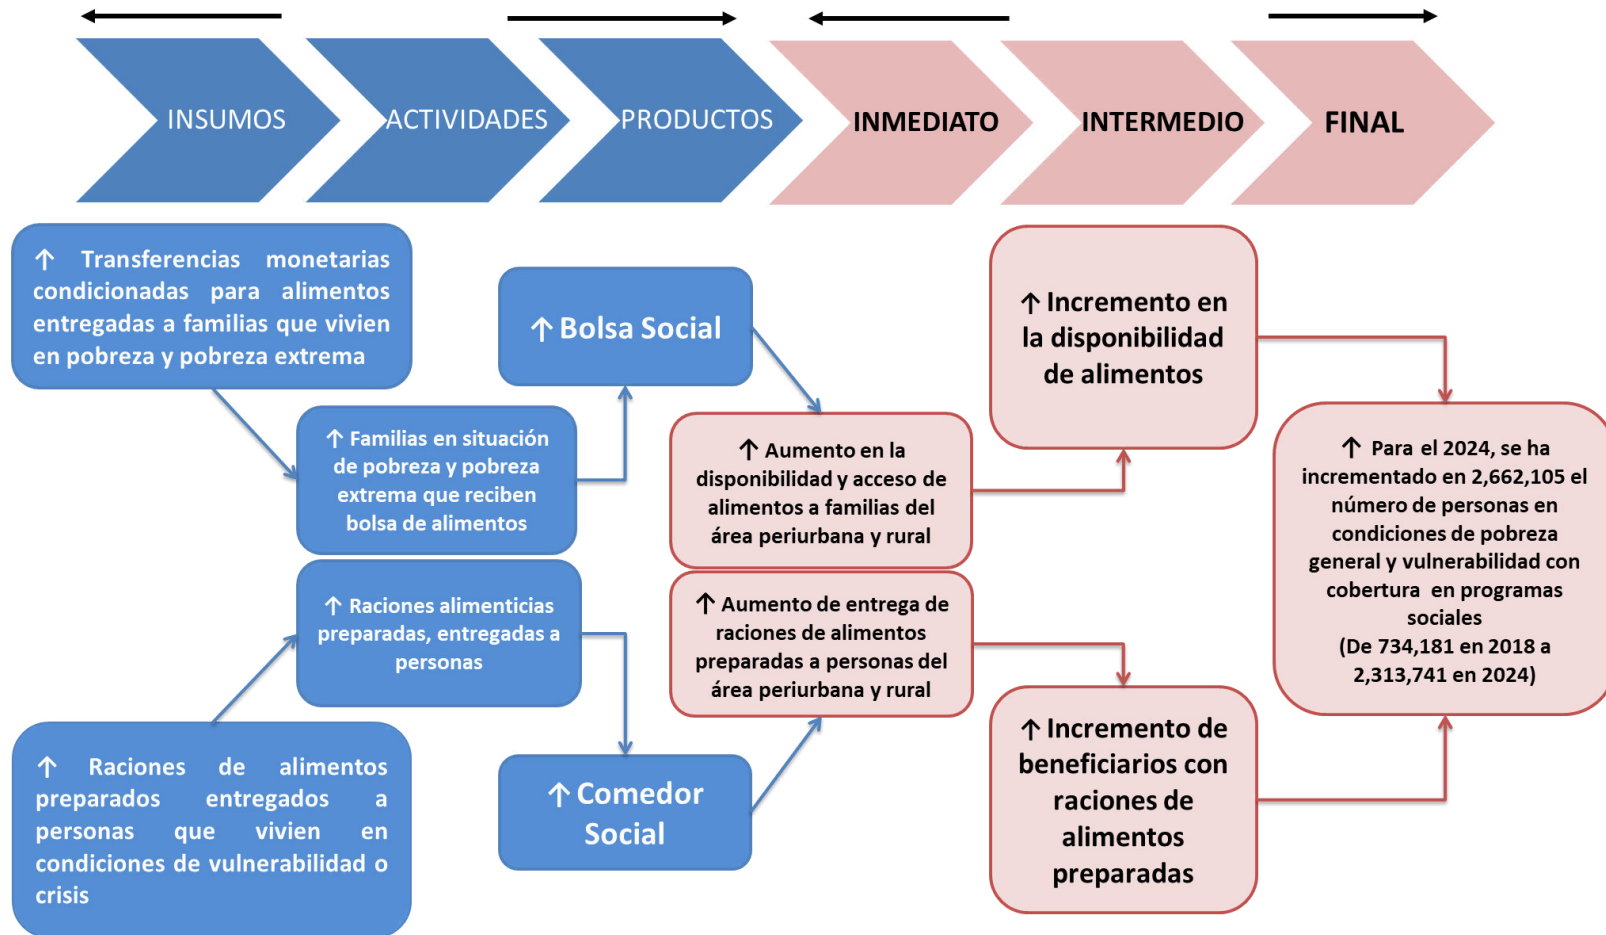 INSUMOS
ACTIVIDADES
PRODUCTOS
INMEDIATO
INTERMEDIO
FINAL
↑ Transferencias monetarias
condicionadas para alimentos
entregadas a familias que vivien
en pobreza y pobreza extrema
↑ Familias en situación
de pobreza y pobreza
extrema que reciben
bolsa de alimentos
↑ Raciones alimenticias
preparadas, entregadas a
personas
↑ Raciones de alimentos
preparados entregados a
personas que vivien en
condiciones de vulnerabilidad o
crisis
↑ Bolsa Social
↑ Comedor
Social
↑ Aumento en la
disponibilidad y acceso de
alimentos a familias del
área periurbana y rural
↑ Aumento de entrega de
raciones de alimentos
preparadas a personas del
área periurbana y rural
↑ Incremento en
la disponibilidad
de alimentos
↑ Incremento de
beneficiarios con
raciones de
alimentos
preparadas
↑ Para el 2024, se ha
incrementado en 2,662,105 el
número de personas en
condiciones de pobreza
general y vulnerabilidad con
cobertura en programas
sociales
(De 734,181 en 2018 a
2,313,741 en 2024)